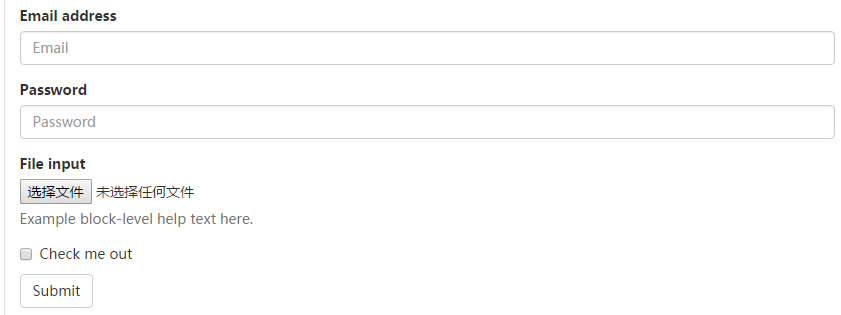 Email address
Email
Password
Password
File input
选择文件 未选择任何文件
Example block-level help text here.
Check me out
Submit